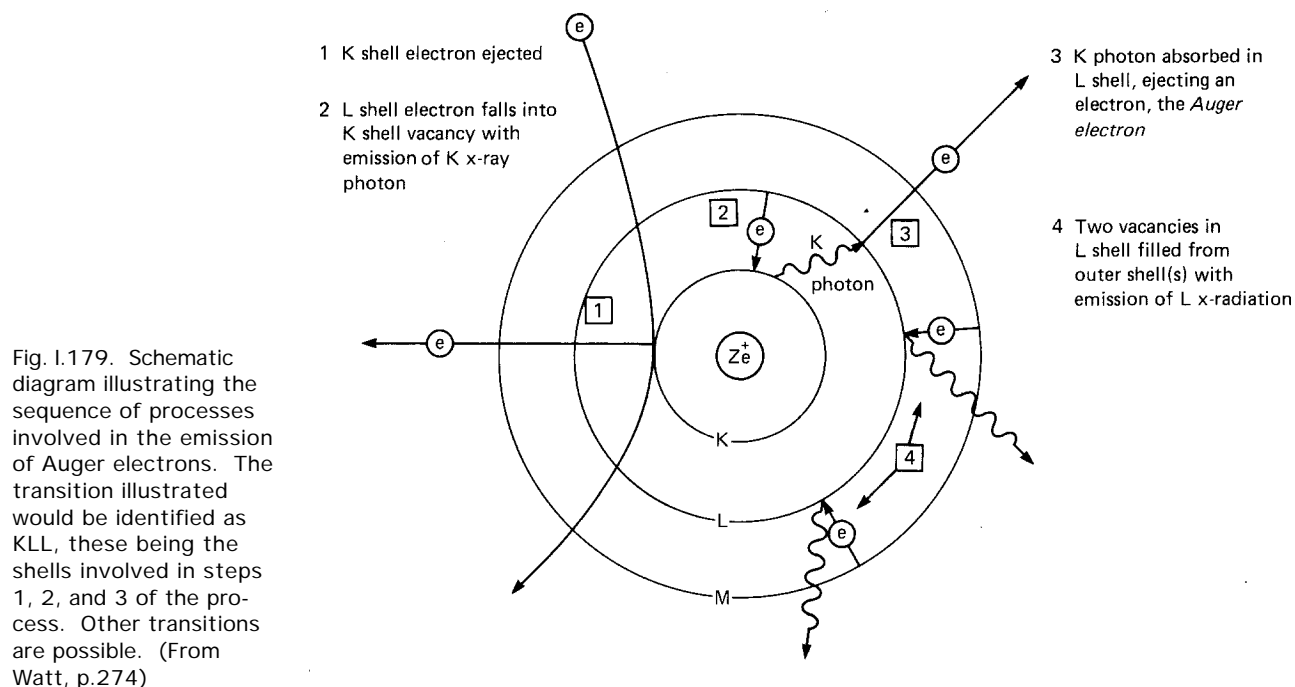 1 K shell electron ejected
2 L shell electron falls into
K shell vacancy with
emission of K x-ray
photon
3 K photon absorbed in
L shell, ejecting an
electron, the Auger
electron
4 Two vacancies in
L shell filled from
outer shell(s) with
emission of L x-radiation
e
2
e
K
photon
e
3
1
e
e
Ze+
K
4
L
e
M
Fig. I.179. Schematic
diagram illustrating the
sequence of processes
involved in the emission
of Auger electrons. The
transition illustrated
would be identified as
KLL, these being the
shells involved in steps
1, 2, and 3 of the pro-
cess. Other transitions
are possible. (From
Watt, p.274)